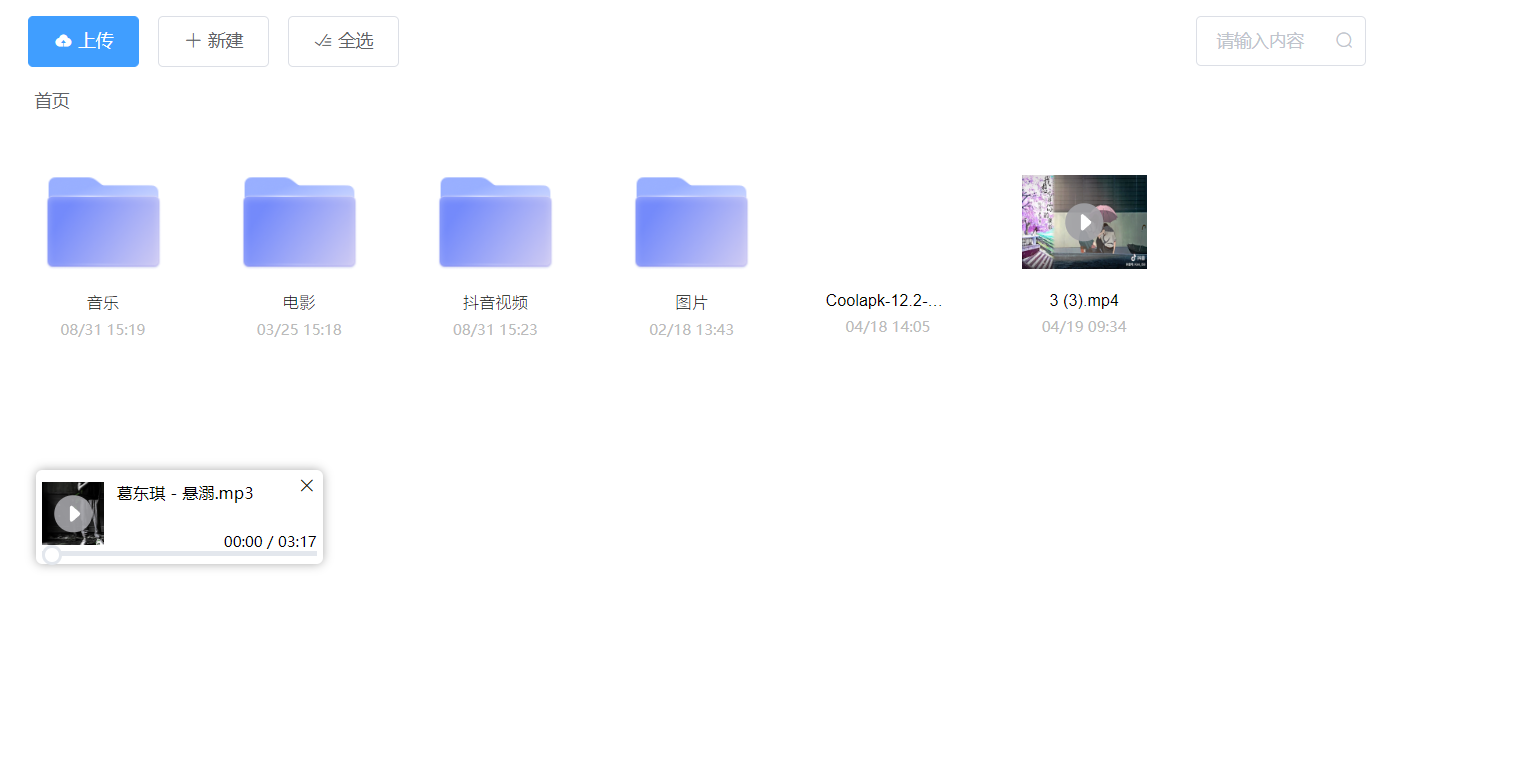 上传
新建
全选
请输入内容
首页
音乐
08/31 15:19
电影
03/25 15:18
抖音视频
08/31 15:23
图片
02/18 13:43
Coolapk-12.2-...
04/18 14:05
3 (3).mp4
04/19 09:34
葛东琪 - 悬溺.mp3
00:00 / 03:17